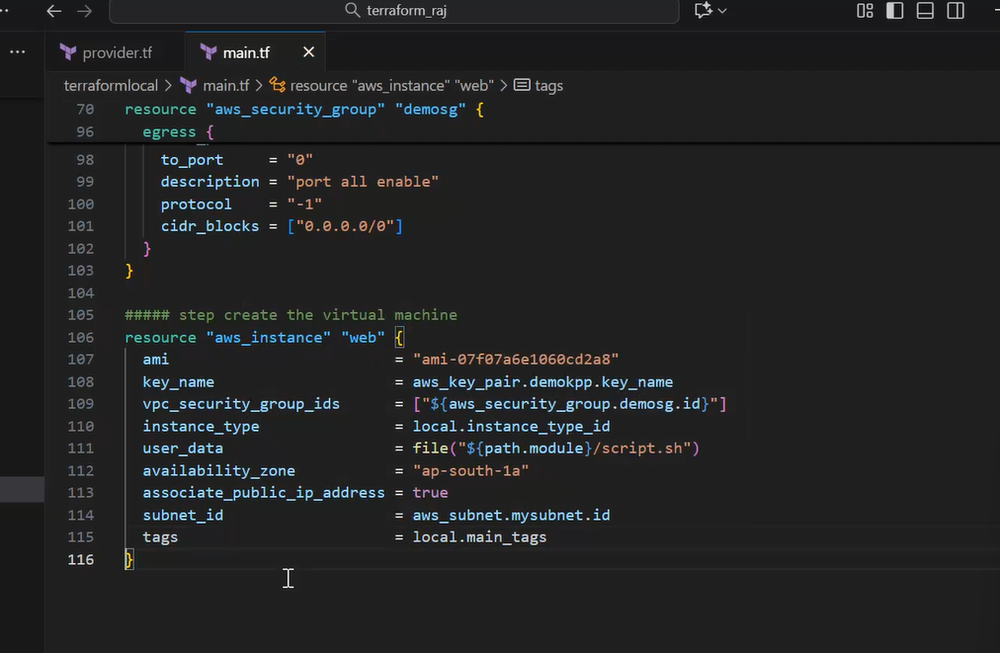 terraform_raj
provider.tf
main.tf
terraformlocal > main.tf > resource "aws_instance" "web" > tags
70 resource "aws_security_group" "demosg" {
96 egress {
98 to_port = "0"
99 description = "port all enable"
100 protocol = "-1"
101 cidr_blocks = ["0.0.0.0/0"]
102 }
103 }
104
105 ##### step create the virtual machine
106 resource "aws_instance" "web" {
107 ami = "ami-07f07a6e1060cd2a8"
108 key_name = aws_key_pair.demokpp.key_name
109 vpc_security_group_ids = ["${aws_security_group.demosg.id}"]
110 instance_type = local.instance_type_id
111 user_data = file("${path.module}/script.sh")
112 availability_zone = "ap-south-1a"
113 associate_public_ip_address = true
114 subnet_id = aws_subnet.mysubnet.id
115 tags = local.main_tags
116 }